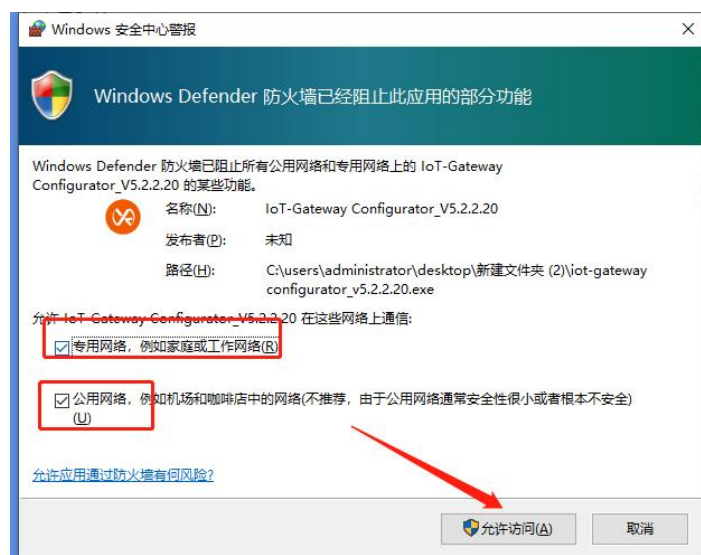 Windows 安全中心警报
Windows Defender 防火墙已经阻止此应用的部分功能
Windows Defender 防火墙已阻止所有公用网络和专用网络上的 IoT-Gateway
Configurator_V5.2.2.20 的某些功能。
名称(N): IoT-Gateway Configurator_V5.2.2.20
发布者(P): 未知
路径(H): C:\users\administrator\desktop\新建文件夹 (2)\iot-gateway
configurator_v5.2.2.20.exe
允许 IoT-Gateway Configurator_V5.2.2.20 在这些网络上通信:
专用网络，例如家庭或工作网络(R)
公用网络，例如机场和咖啡店中的网络(不推荐，由于公用网络通常安全性很小或者根本不安全)
(U)
允许应用通过防火墙有何风险?
允许访问(A) 取消